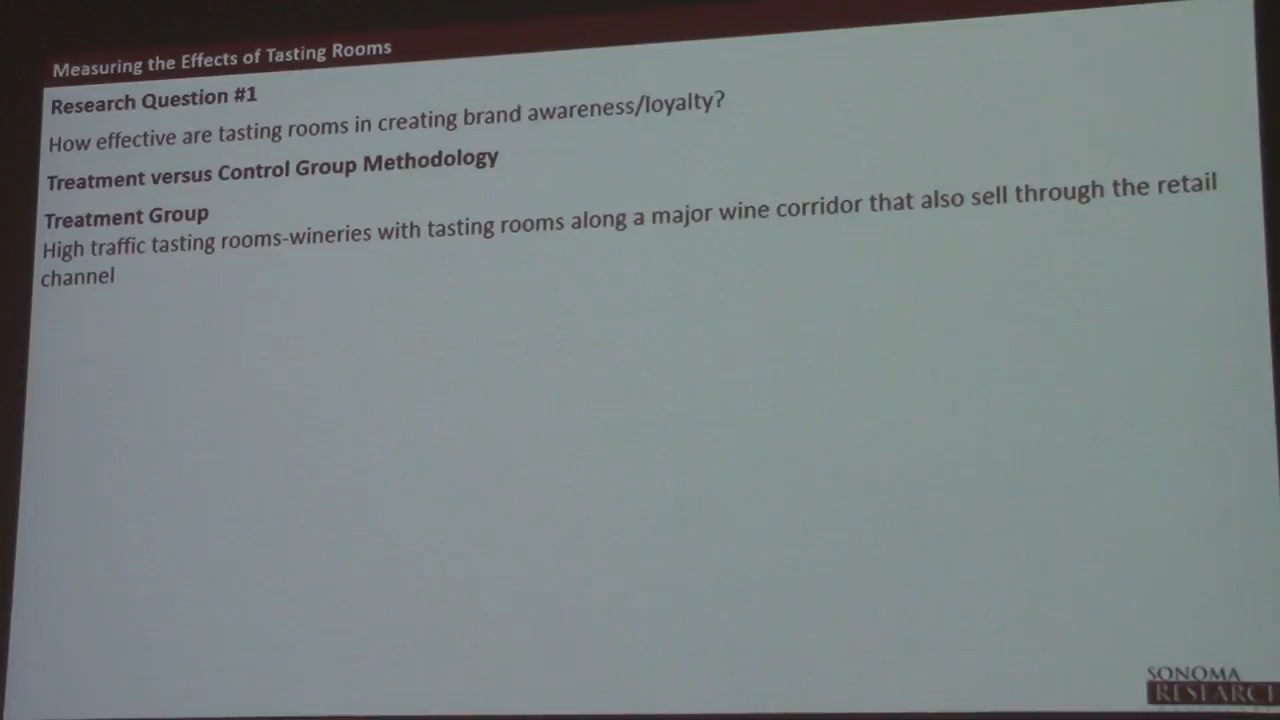 Measuring the Effects of Tasting Rooms
Research Question #1
How effective are tasting rooms in creating brand awareness/loyalty?
Treatment versus Control Group Methodology
Treatment Group
High traffic tasting rooms-wineries with tasting rooms along a major wine corridor that also sell through the retail
channel
SONOMA
RESEARCH